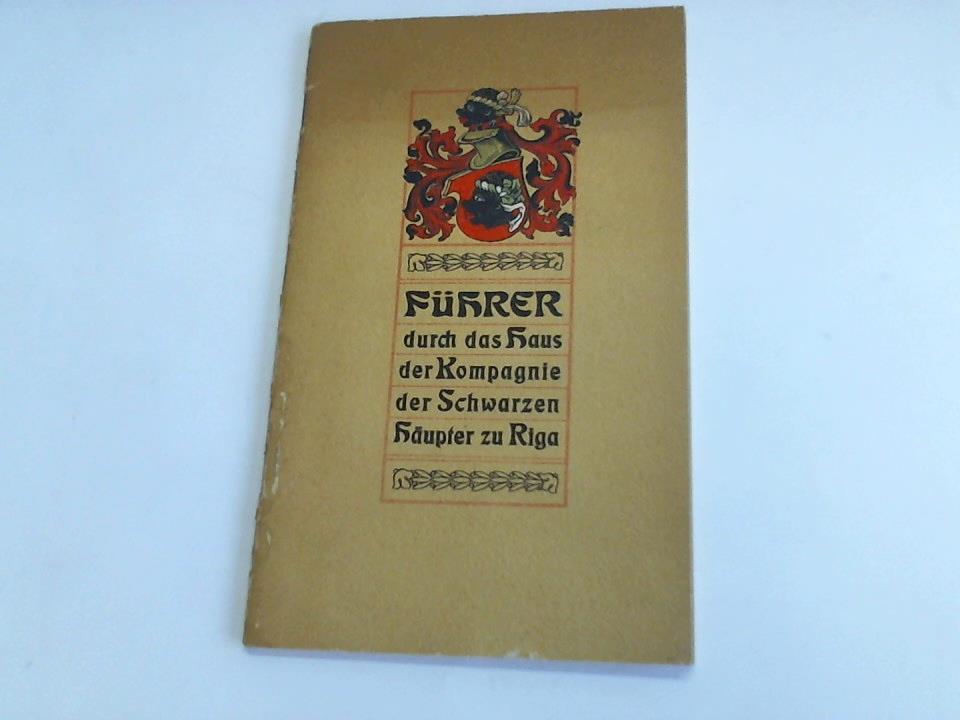 FÜHRER
durch das Haus
der Kompagnie
der Schwarzen
Häupter zu Riga